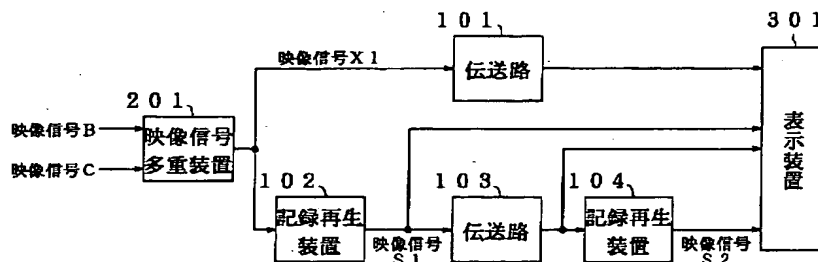 101
301
映像信号X1
伝送路
201
映像信号B
映像信号C
映像信号
多重装置
表示装置
102
103
104
記録再生
装置
映像信号
S1
伝送路
記録再生
装置
映像信号
S2